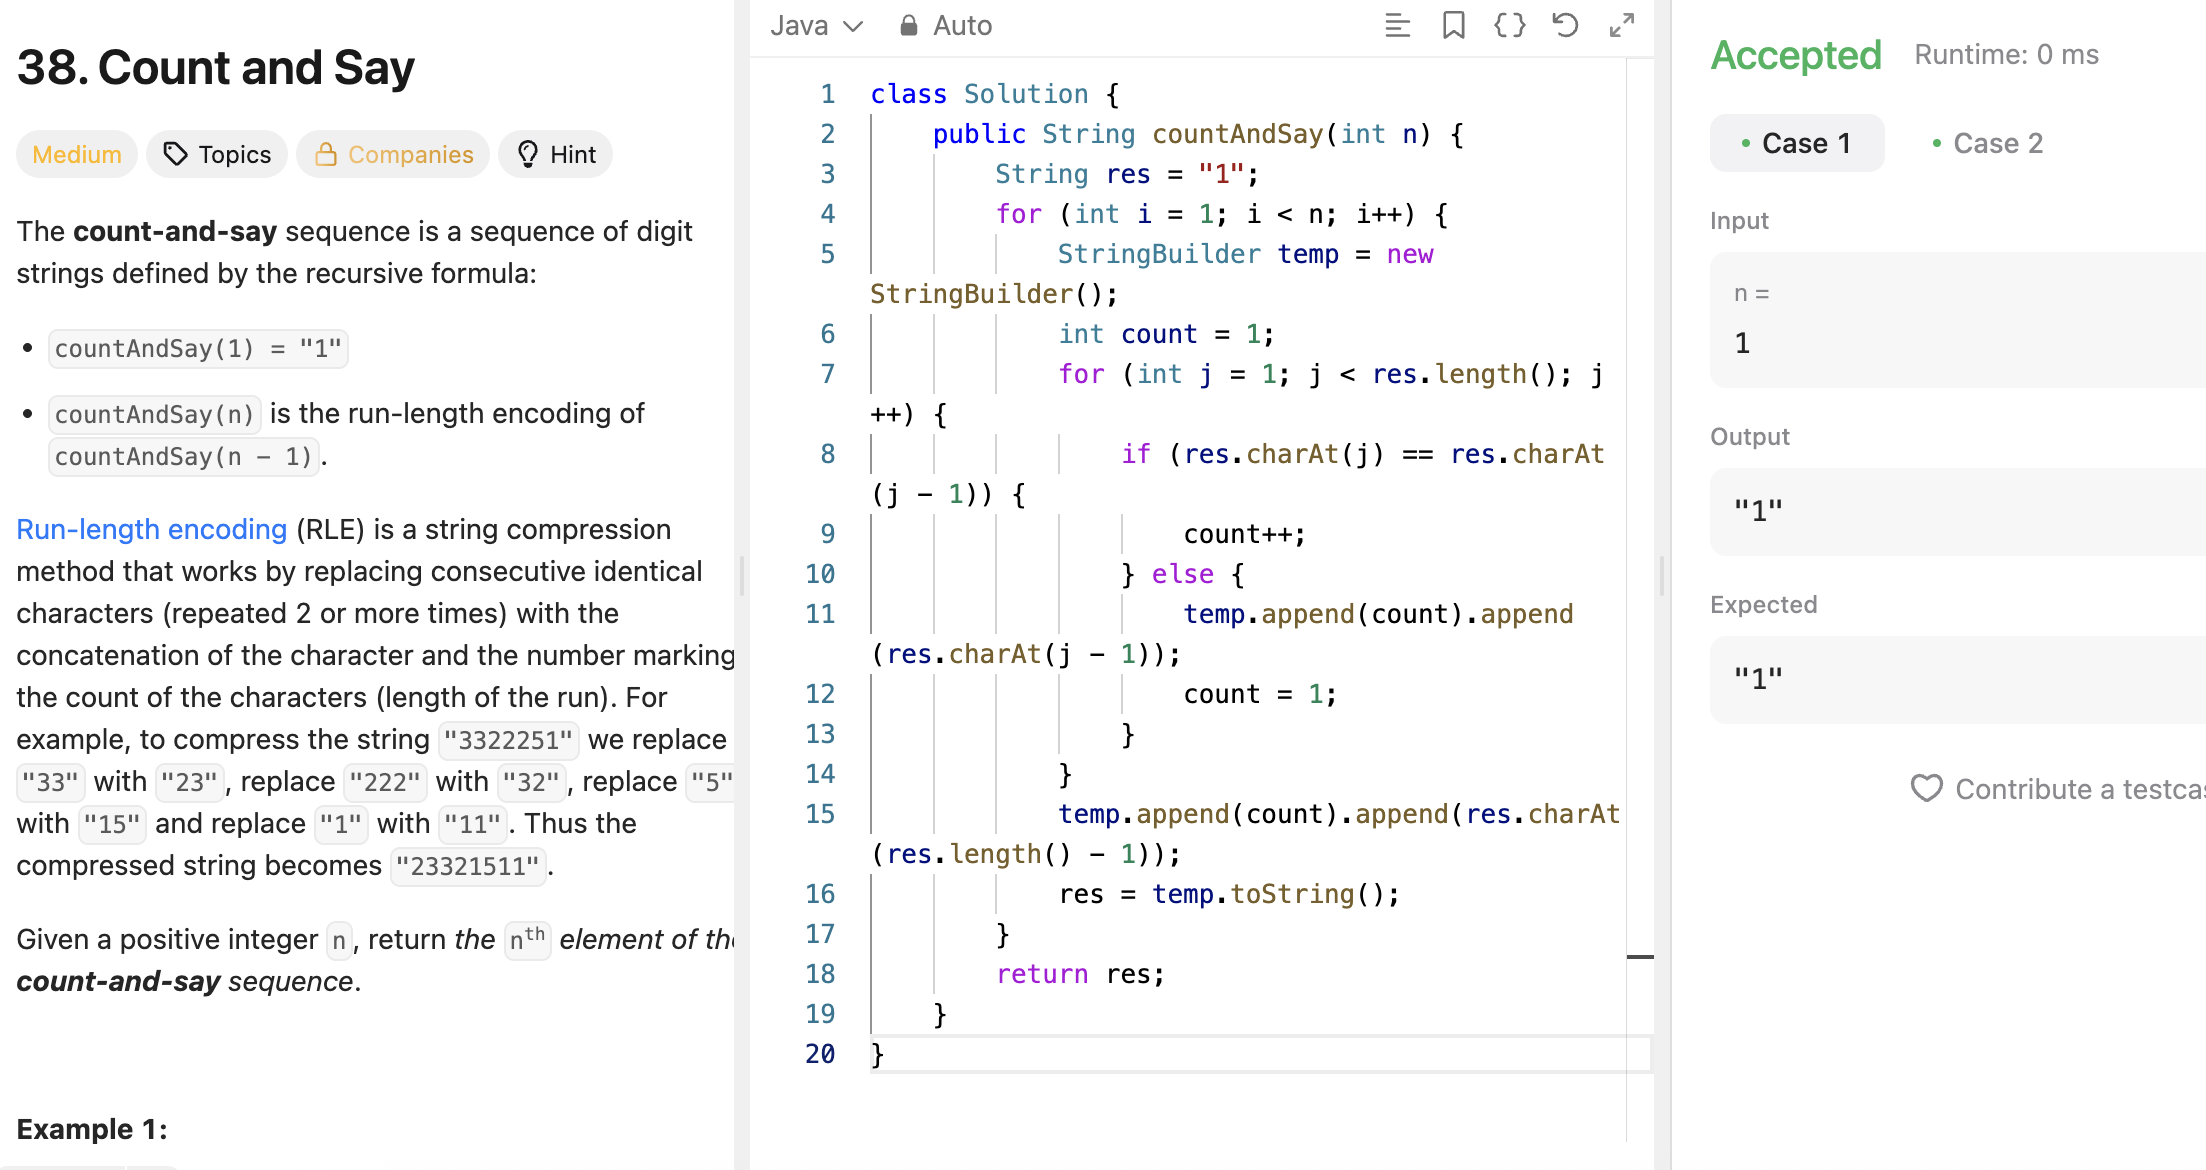 38. Count and Say
Medium
Topics
Companies
Hint
The count-and-say sequence is a sequence of digit
strings defined by the recursive formula:
• countAndSay(1) = "1"
• countAndSay(n) is the run-length encoding of
countAndSay(n - 1).
Run-length encoding (RLE) is a string compression
method that works by replacing consecutive identical
characters (repeated 2 or more times) with the
concatenation of the character and the number marking
the count of the characters (length of the run). For
example, to compress the string "3322251" we replace
"33" with "23", replace "222" with "32", replace "5"
with "15" and replace "1" with "11". Thus the
compressed string becomes "23321511".
Given a positive integer n, return the nth element of the
count-and-say sequence.
Example 1:
Java
Auto
1 class Solution {
2 public String countAndSay(int n) {
3 String res = "1";
4 for (int i = 1; i < n; i++) {
5 StringBuilder temp = new
StringBuilder();
6 int count = 1;
7 for (int j = 1; j < res.length(); j
++) {
8 if (res.charAt(j) == res.charAt
(j - 1)) {
9 count++;
10 } else {
11 temp.append(count).append
(res.charAt(j - 1));
12 count = 1;
13 }
14 }
15 temp.append(count).append(res.charAt
(res.length() - 1));
16 res = temp.toString();
17 }
18 return res;
19 }
20 }
Accepted
Runtime: 0 ms
• Case 1
• Case 2
Input
n =
1
Output
"1"
Expected
"1"
Contribute a testcas